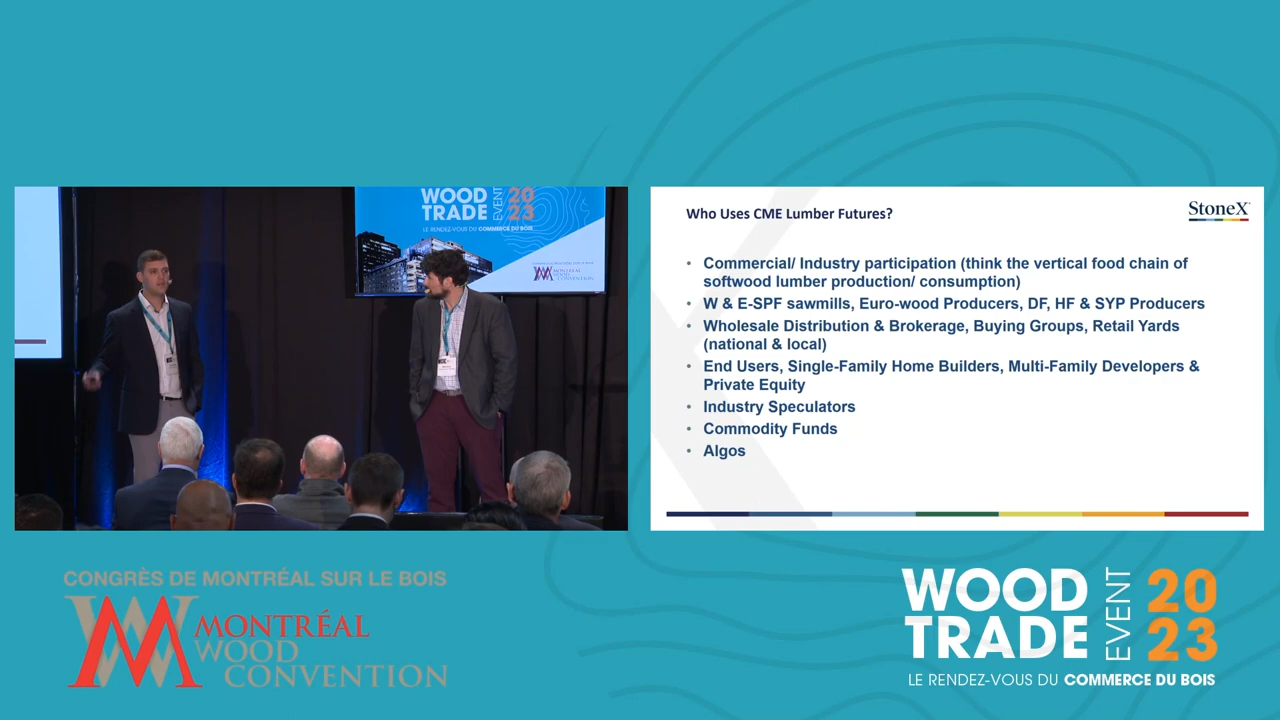 WOOD
TRADE
EVENT
20
23
LE RENDEZ-VOUS DU COMMERCE DU BOIS
MONTRÉAL
WOOD
CONVENTION
Who Uses CME Lumber Futures?
StoneX
• Commercial/ Industry participation (think the vertical food chain of
softwood lumber production/ consumption)
• W & E-SPF sawmills, Euro-wood Producers, DF, HF & SYP Producers
• Wholesale Distribution & Brokerage, Buying Groups, Retail Yards
(national & local)
• End Users, Single-Family Home Builders, Multi-Family Developers &
Private Equity
• Industry Speculators
• Commodity Funds
• Algos
CONGRÈS DE MONTRÉAL SUR LE BOIS
MONTRÉAL
WOOD
CONVENTION
WOOD
TRADE
EVENT
20
23
LE RENDEZ-VOUS DU COMMERCE DU BOIS